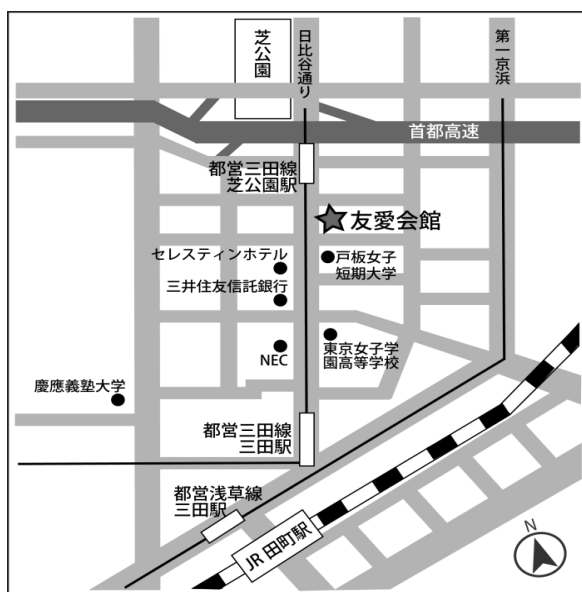 芝公園
日比谷通り
第一京浜
首都高速
都営三田線
芝公園駅
友愛会館
セレスティンホテル
戸板女子
短期大学
三井住友信託銀行
NEC
東京女子学
園高等学校
慶應義塾大学
都営三田線
三田駅
都営浅草線
三田駅
JR 田町駅
N